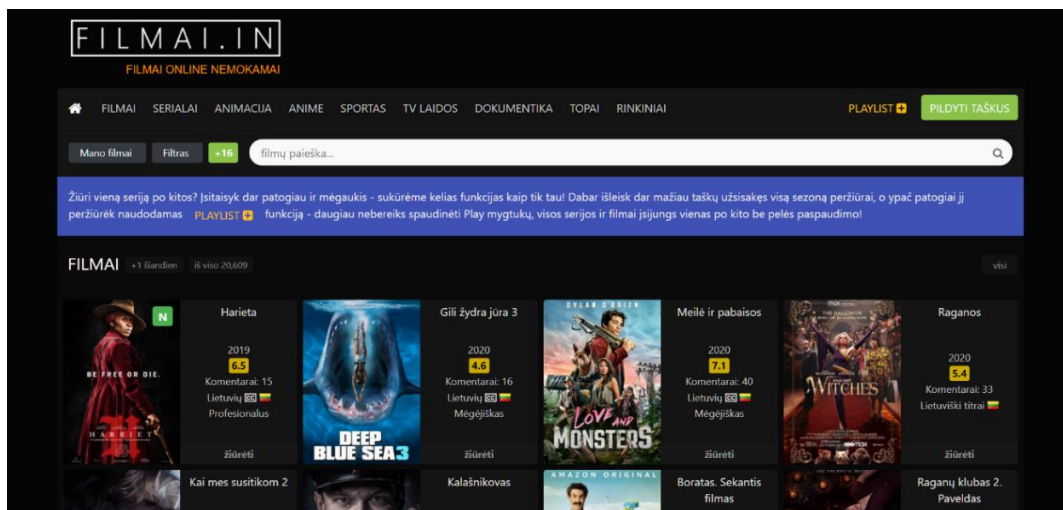 FILMAI.IN
FILMAI ONLINE NEMOKAMAI
FILMAI SERIALAI ANIMACIJA ANIME SPORTAS TV LAIDOS DOKUMENTIKA TOPAI RINKINIAI PLAYLIST PILDYTI TAŠKUS
Mano filmai Filtras +16 filmų paieška...
Žiūri vieną seriją po kitos? Įsitaisyk dar patogiau ir mėgaukis - sukūrėme kelias funkcijas kaip tik tau! Dabar išleisk dar mažiau taškų užsisakęs visą sezoną peržiūrai, o ypač patogiai jį
peržiūrėk naudodamas PLAYLIST funkciją - daugiau nebereiks spaudinėti Play mygtukų, visos serijos ir filmai įsijungs vienas po kito be pelės paspaudimo!
FILMAI +1 šiandien iš viso 20,609 visi
N
BE FREE OR DIE.
HARRIET
Harieta
2019
6.5
Komentarai: 15
Lietuvių CC
Profesionalus
žiūrėti
DEEP
BLUE SEA3
Gili žydra jūra 3
2020
4.6
Komentarai: 16
Lietuvių CC
Mėgėjiškas
žiūrėti
DYLAN O'BRIEN
LOVE AND
MONSTERS
Meilė ir pabaisos
2020
7.1
Komentarai: 40
Lietuvių CC
Mėgėjiškas
žiūrėti
WITCHES
Raganos
2020
5.4
Komentarai: 33
Lietuviški titrai
žiūrėti
Kai mes susitikom 2
Kalašnikovas
AMAZON ORIGINAL
Boratas. Sekantis
filmas
Raganų klubas 2.
Paveldas